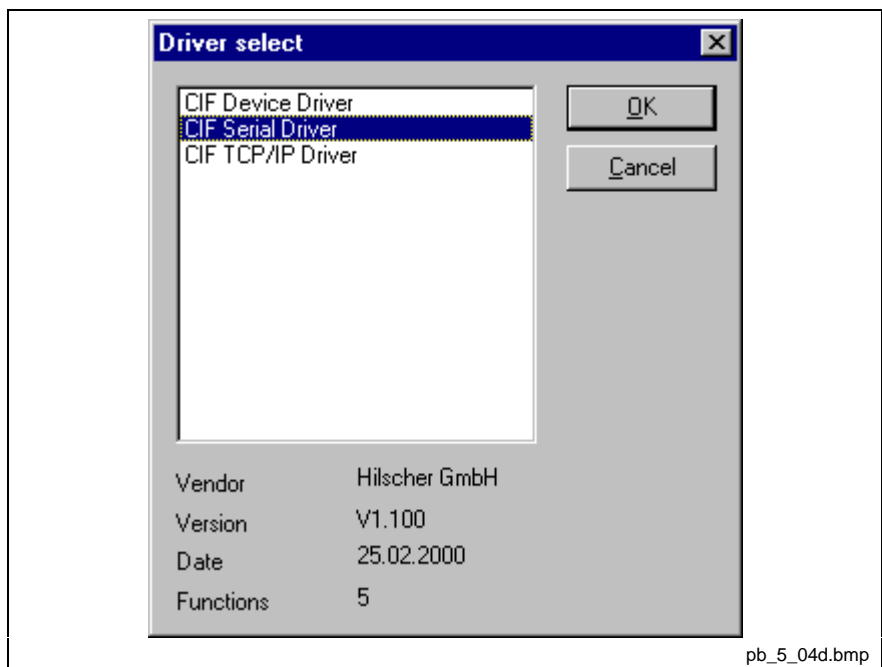 Driver select
CIF Device Driver
CIF Serial Driver
CIF TCP/IP Driver
OK
Cancel
Vendor Hilscher GmbH
Version V1.100
Date 25.02.2000
Functions 5
pb_5_04d.bmp